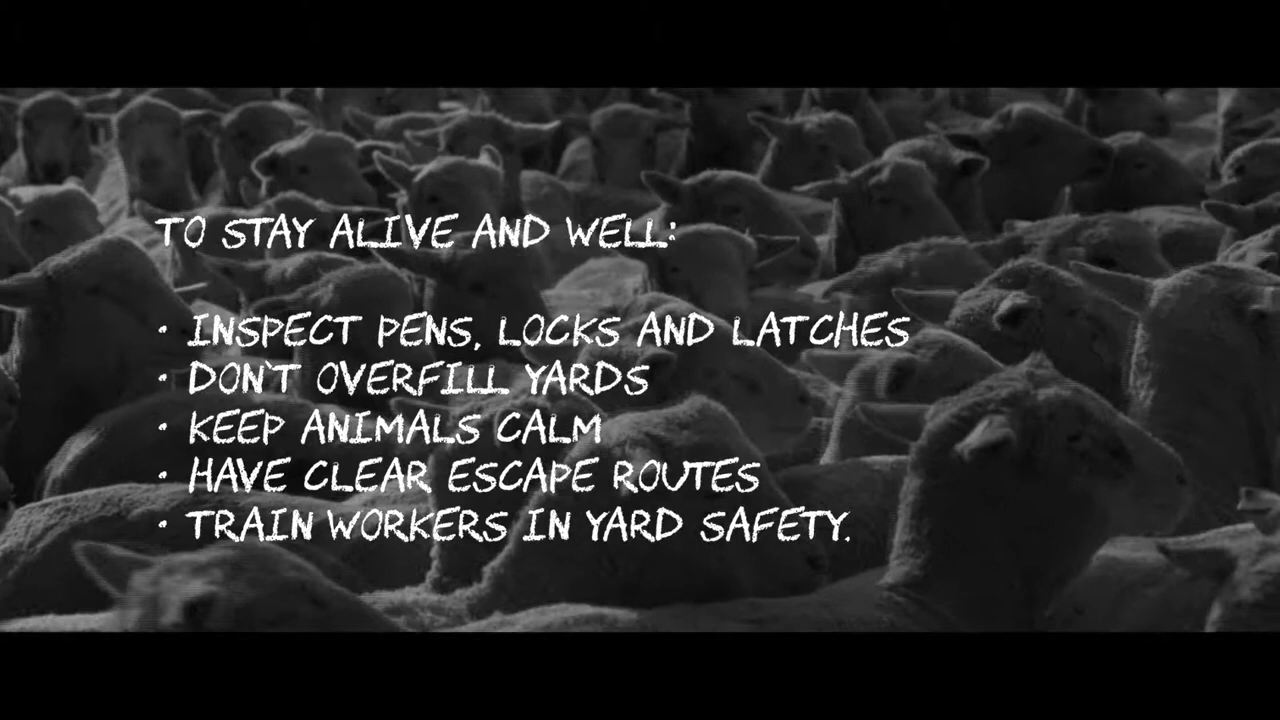 TO STAY ALIVE AND WELL:
• INSPECT PENS, LOCKS AND LATCHES
• DON'T OVERFILL YARDS
• KEEP ANIMALS CALM
• HAVE CLEAR ESCAPE ROUTES
• TRAIN WORKERS IN YARD SAFETY.